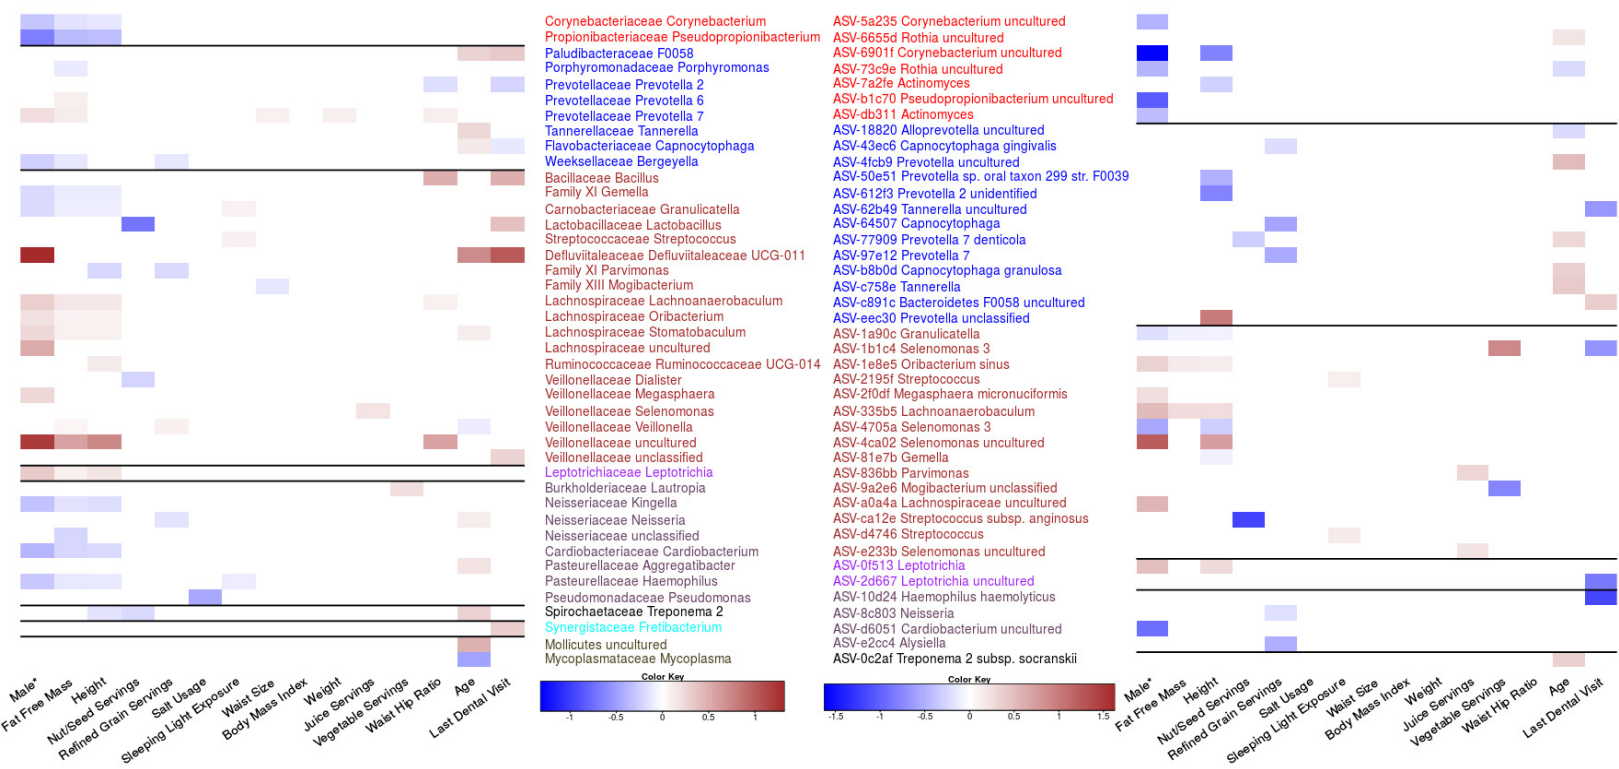 Corynebacteriaceae Corynebacterium
Propionibacteriaceae Pseudopropionibacterium
Paludibacteraceae F0058
Porphyromonadaceae Porphyromonas
Prevotellaceae Prevotella 2
Prevotellaceae Prevotella 6
Prevotellaceae Prevotella 7
Tannerellaceae Tannerella
Flavobacteriaceae Capnocytophaga
Weeksellaceae Bergeyella
Bacillaceae Bacillus
Family XI Gemella
Carnobacteriaceae Granulicatella
Lactobacillaceae Lactobacillus
Streptococcaceae Streptococcus
Defluviitaleaceae Defluviitaleaceae UCG-011
Family XI Parvimonas
Family XIII Mogibacterium
Lachnospiraceae Lachnoanaerobaculum
Lachnospiraceae Oribacterium
Lachnospiraceae Stomatobaculum
Lachnospiraceae uncultured
Ruminococcaceae Ruminococcaceae UCG-014
Veillonellaceae Dialister
Veillonellaceae Megasphaera
Veillonellaceae Selenomonas
Veillonellaceae Veillonella
Veillonellaceae uncultured
Veillonellaceae unclassified
Leptotrichiaceae Leptotrichia
Burkholderiaceae Lautropia
Neisseriaceae Kingella
Neisseriaceae Neisseria
Neisseriaceae unclassified
Cardiobacteriaceae Cardiobacterium
Pasteurellaceae Aggregatibacter
Pasteurellaceae Haemophilus
Pseudomonadaceae Pseudomonas
Spirochaetaceae Treponema 2
Synergistaceae Fretibacterium
Mollicutes uncultured
Mycoplasmataceae Mycoplasma
Male*
Fat Free Mass
Height
Nut/Seed Servings
Refined Grain Servings
Salt Usage
Sleeping Light Exposure
Waist Size
Body Mass Index
Weight
Juice Servings
Vegetable Servings
Waist Hip Ratio
Age
Last Dental Visit
Color Key
-1 -0.5 0 0.5 1
ASV-5a235 Corynebacterium uncultured
ASV-6655d Rothia uncultured
ASV-6901f Corynebacterium uncultured
ASV-73c9e Rothia uncultured
ASV-7a2fe Actinomyces
ASV-b1c70 Pseudopropionibacterium uncultured
ASV-db311 Actinomyces
ASV-18820 Alloprevotella uncultured
ASV-43ec6 Capnocytophaga gingivalis
ASV-4fcb9 Prevotella uncultured
ASV-50e51 Prevotella sp. oral taxon 299 str. F0039
ASV-612f3 Prevotella 2 unidentified
ASV-62b49 Tannerella uncultured
ASV-64507 Capnocytophaga
ASV-77909 Prevotella 7 denticola
ASV-97e12 Prevotella 7
ASV-b8b0d Capnocytophaga granulosa
ASV-c758e Tannerella
ASV-c891c Bacteroidetes F0058 uncultured
ASV-eec30 Prevotella unclassified
ASV-1a90c Granulicatella
ASV-1b1c4 Selenomonas 3
ASV-1e8e5 Oribacterium sinus
ASV-2195f Streptococcus
ASV-2f0df Megasphaera micronuciformis
ASV-335b5 Lachnoanaerobaculum
ASV-4705a Selenomonas 3
ASV-4ca02 Selenomonas uncultured
ASV-81e7b Gemella
ASV-836bb Parvimonas
ASV-9a2e6 Mogibacterium unclassified
ASV-a0a4a Lachnospiraceae uncultured
ASV-ca12e Streptococcus subsp. anginosus
ASV-d4746 Streptococcus
ASV-e233b Selenomonas uncultured
ASV-0f513 Leptotrichia
ASV-2d667 Leptotrichia uncultured
ASV-10d24 Haemophilus haemolyticus
ASV-8c803 Neisseria
ASV-d6051 Cardiobacterium uncultured
ASV-e2cc4 Alysiella
ASV-0c2af Treponema 2 subsp. socranskii
Color Key
-1.5 -1 -0.5 0 0.5 1 1.5
Male*
Fat Free Mass
Height
Nut/Seed Servings
Refined Grain Servings
Salt Usage
Sleeping Light Exposure
Waist Size
Body Mass Index
Weight
Juice Servings
Vegetable Servings
Waist Hip Ratio
Age
Last Dental Visit